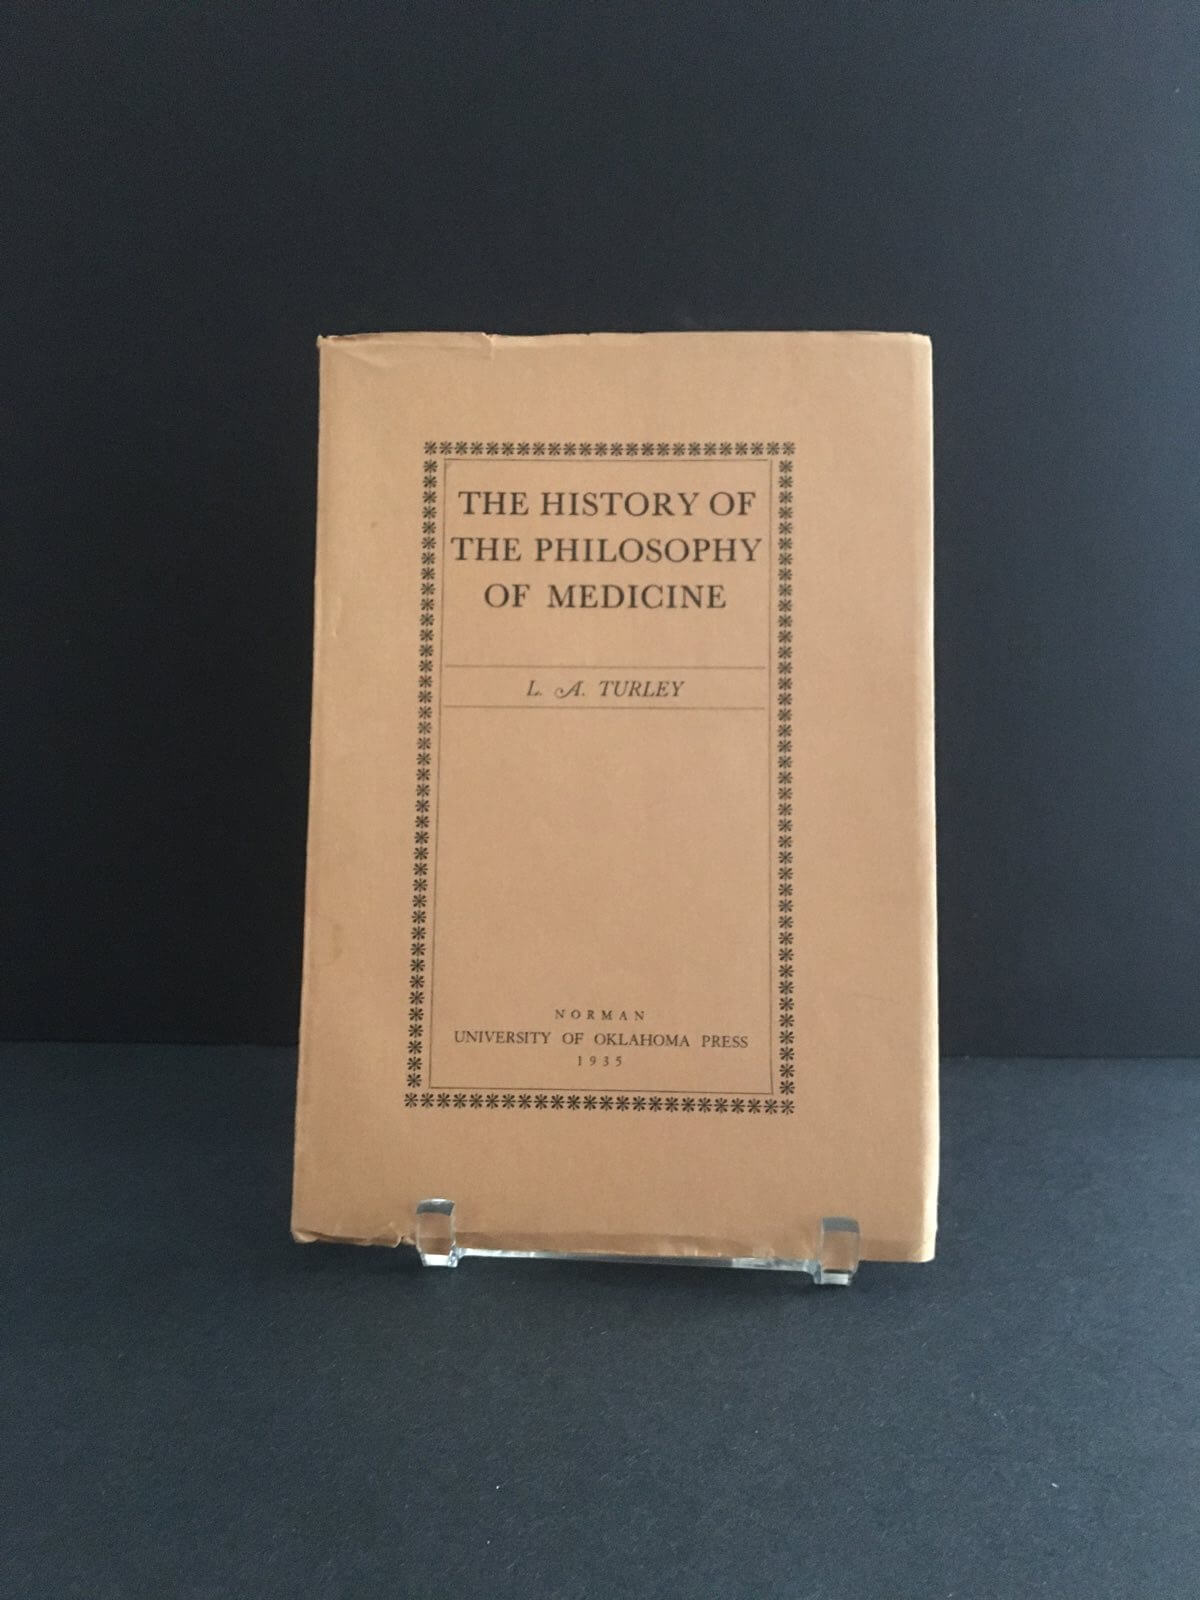 THE HISTORY OF
THE PHILOSOPHY
OF MEDICINE
L. A. TURLEY
NORMAN
UNIVERSITY OF OKLAHOMA PRESS
1935